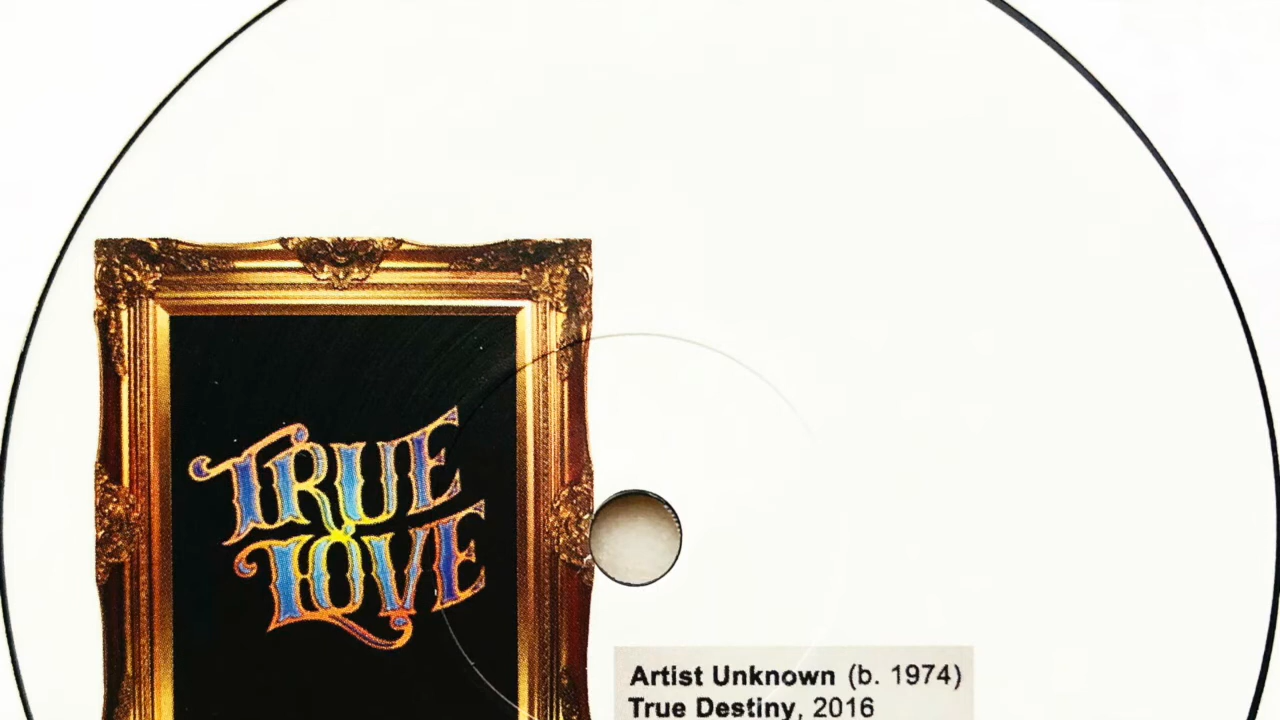 TRUE
LOVE
Artist Unknown (b. 1974)
True Destiny, 2016